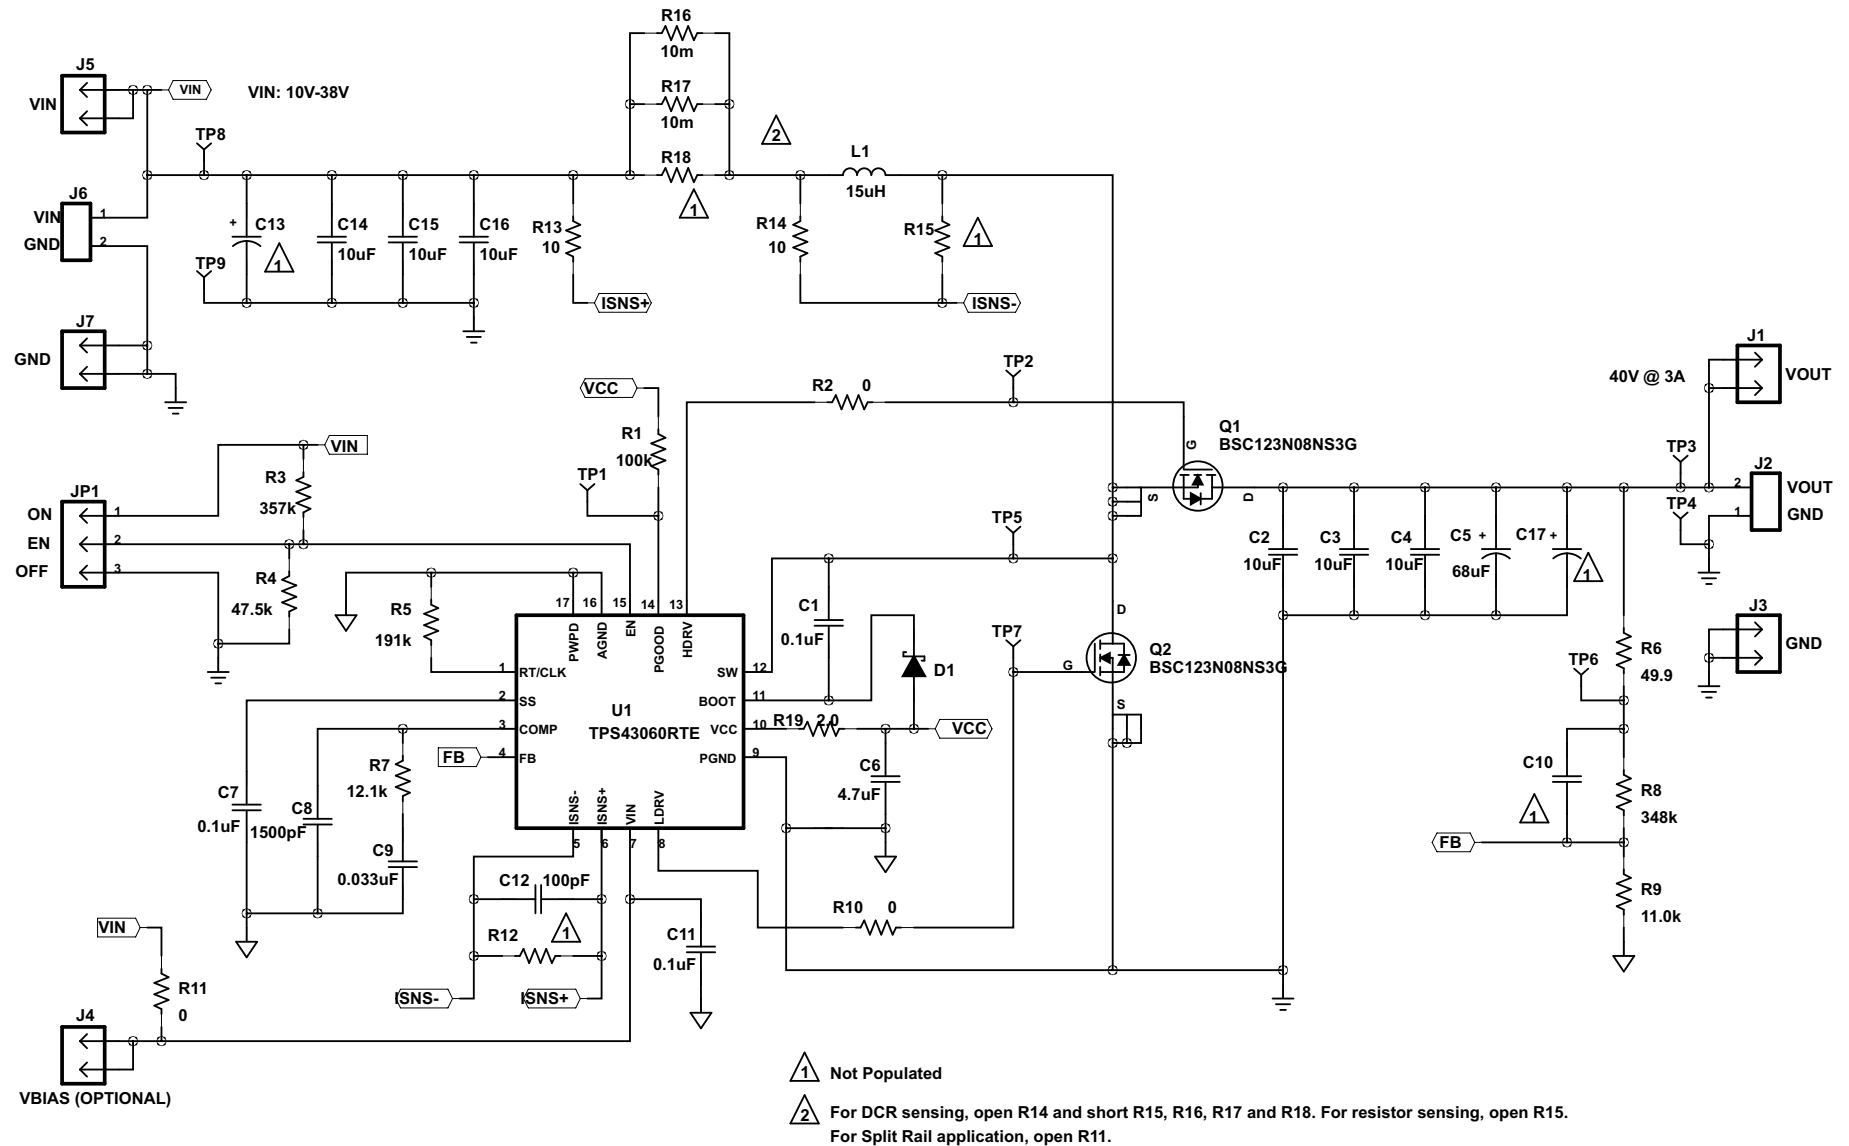 R16
10m
J5
VIN
VIN
VIN: 10V-38V
R17
10m
2
TP8
R18
1
L1
15uH
J6
VIN 1
GND 2
+ C13
1
C14
10uF
C15
10uF
C16
10uF
R13
10
R14
10
R15
1
TP9
ISNS+
ISNS-
J7
GND
TP2
J1
VOUT
40V @ 3A
VCC
R2 0
R1
100k
Q1
BSC123N08NS3G
G
S
D
VIN
TP1
TP3
J2
2 VOUT
1 GND
TP4
R3
357k
JP1
ON 1
EN 2
OFF 3
TP5
C2
10uF
C3
10uF
C4
10uF
C5 +
68uF
C17 +
1
R4
47.5k
R5
191k
17 16 15 14 13
PWPD AGND EN PGOOD HDRV
C1
0.1uF
D
TP7
G
S
Q2
BSC123N08NS3G
J3
GND
R6
49.9
TP6
1 RT/CLK
2 SS
3 COMP
4 FB
U1
TPS43060RTE
SW 12
BOOT 11
VCC 10
PGND 9
D1
R19 2.0
VCC
FB
R7
12.1k
C6
4.7uF
C10
1
R8
348k
C7
0.1uF
C8
1500pF
C9
0.033uF
ISNS- ISNS+ VIN LDRV
5 6 7 8
FB
C12 100pF
R12
1
R10 0
R9
11.0k
C11
0.1uF
VIN
R11
0
ISNS-
ISNS+
J4
VBIAS (OPTIONAL)
1 Not Populated
2 For DCR sensing, open R14 and short R15, R16, R17 and R18. For resistor sensing, open R15.
For Split Rail application, open R11.